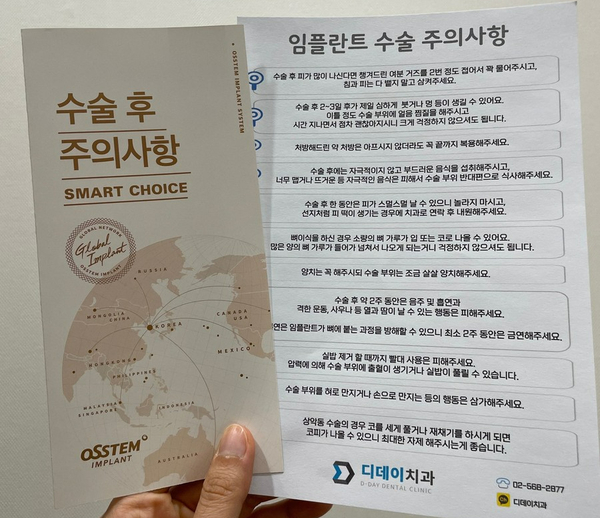 수술 후
주의사항
SMART CHOICE
OSSTEM IMPLANT SYSTEM
GLOBAL NETWORK
Global Implant
OSSTEM IMPLANT
RUSSIA
MONGOLIA
CHINA
KOREA
CANADA
USA
MEXICO
HONGKONG
PHILIPPINES
MALAYSIA
SINGAPORE
INDONESIA
AUSTRALIA
OSSTEM
IMPLANT
임플란트 수술 주의사항
수술 후 피가 많이 나신다면 챙겨드린 여분 거즈를 2번 정도 접어서 꽉 물어주시고,
침과 피는 다 뱉지 말고 삼켜주세요.
수술 후 2~3일 후가 제일 심하게 붓거나 멍 등이 생길 수 있어요.
이틀 정도 수술 부위에 얼음 찜질을 해주시고
시간 지나면서 점차 괜찮아지시니 크게 걱정하지 않으셔도 됩니다.
처방해드린 약 처방은 아프시지 않더라도 꼭 끝까지 복용해주세요.
수술 후에는 자극적이지 않고 부드러운 음식을 섭취해주시고,
너무 맵거나 뜨거운 등 자극적인 음식은 피해서 수술 부위 반대편으로 식사해주세요.
수술 후 한 동안은 피가 스멀스멀 날 수 있으니 놀라지 마시고,
선지처럼 피 떡이 생기는 경우에 치과로 연락 후 내원해주세요.
뼈이식을 하신 경우 소량의 뼈 가루가 입 또는 코로 나올 수 있어요.
많은 양의 뼈 가루가 들어가 넘쳐서 나오게 되는거니 걱정하지 않으셔도 됩니다.
양치는 꼭 해주시되 수술 부위는 조금 살살 양치해주세요.
수술 후 약 2주 동안은 음주 및 흡연과
격한 운동, 사우나 등 열과 땀이 날 수 있는 행동은 피해주세요.
연은 임플란트가 뼈에 붙는 과정을 방해할 수 있으니 최소 2주 동안은 금연해주세요.
실밥 제거 할 때까지 빨대 사용은 피해주세요.
압력에 의해 수술 부위에 출혈이 생기거나 실밥이 풀릴 수 있습니다.
수술 부위를 혀로 만지거나 손으로 만지는 등의 행동은 삼가해주세요.
상악동 수술의 경우 코를 세게 풀거나 재채기를 하시게 되면
코피가 나올 수 있으니 최대한 자제 해주시는게 좋습니다.
디데이치과
D-DAY DENTAL CLINIC
02-568-2877
디데이치과